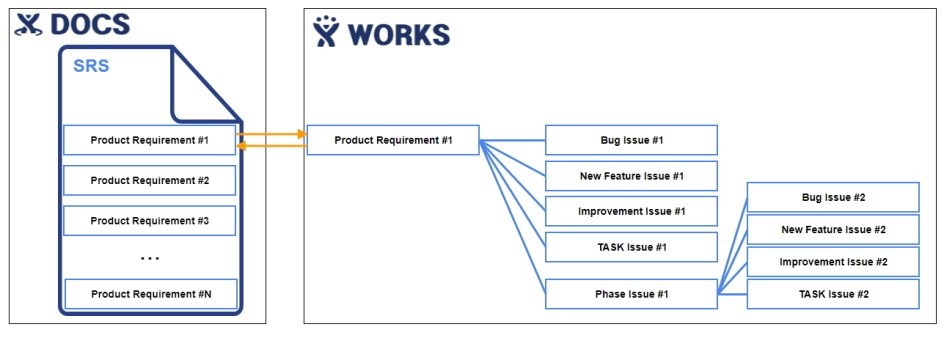 DOCS
SRS
Product Requirement #1
Product Requirement #2
Product Requirement #3
...
Product Requirement #N
WORKS
Product Requirement #1
Bug Issue #1
New Feature Issue #1
Improvement Issue #1
TASK Issue #1
Phase Issue #1
Bug Issue #2
New Feature Issue #2
Improvement Issue #2
TASK Issue #2